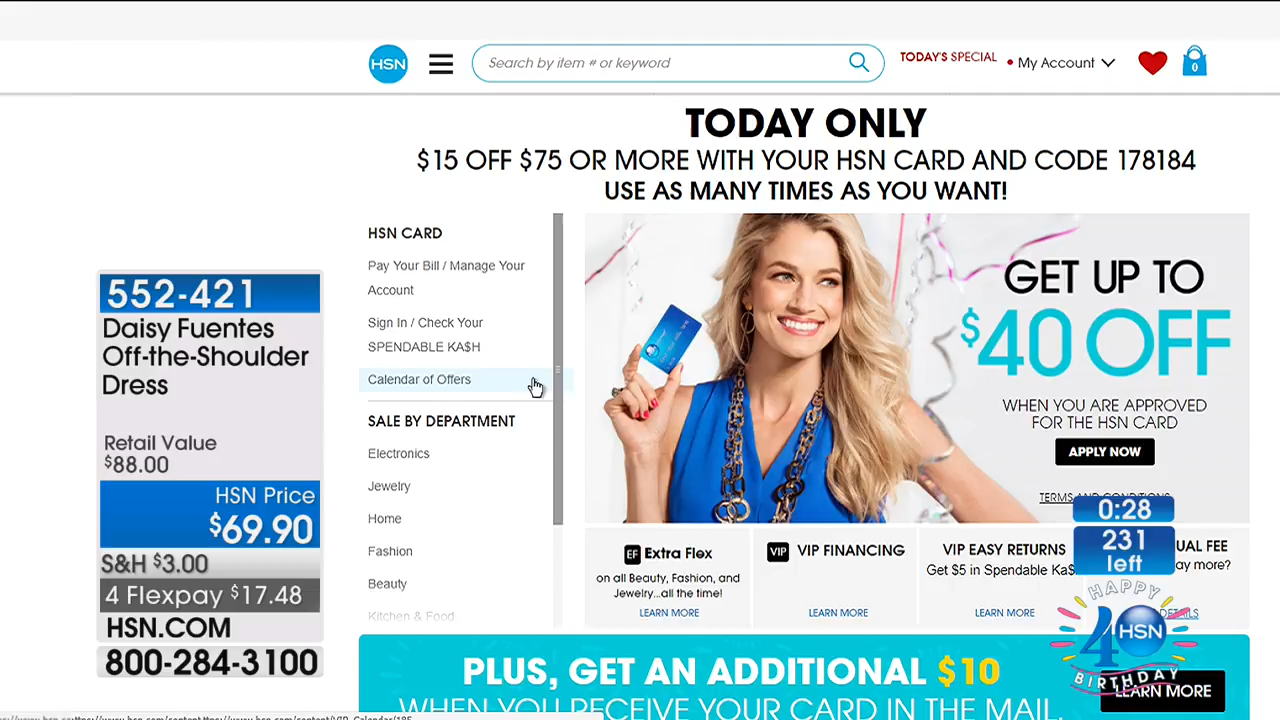 HSN
Search by item # or keyword
TODAY'S SPECIAL
My Account
0
TODAY ONLY
$15 OFF $75 OR MORE WITH YOUR HSN CARD AND CODE 178184
USE AS MANY TIMES AS YOU WANT!
HSN CARD
Pay Your Bill / Manage Your
Account
Sign In / Check Your
SPENDABLE KA$H
Calendar of Offers
SALE BY DEPARTMENT
Electronics
Jewelry
Home
Fashion
Beauty
Kitchen & Food
GET UP TO
$40 OFF
WHEN YOU ARE APPROVED
FOR THE HSN CARD
APPLY NOW
TERMS AND CONDITIONS
552-421
Daisy Fuentes
Off-the-Shoulder
Dress
Retail Value
$88.00
HSN Price
$69.90
S&H $3.00
4 Flexpay $17.48
HSN.COM
800-284-3100
EF Extra Flex
on all Beauty, Fashion, and
Jewelry...all the time!
LEARN MORE
VIP VIP FINANCING
LEARN MORE
VIP EASY RETURNS
Get $5 in Spendable Ka$
LEARN MORE
UAL FEE
ay more?
DETAILS
0:28
231
left
HAPPY
40 HSN
BIRTHDAY
PLUS, GET AN ADDITIONAL $10
WHEN YOU RECEIVE YOUR CARD IN THE MAIL.
LEARN MORE